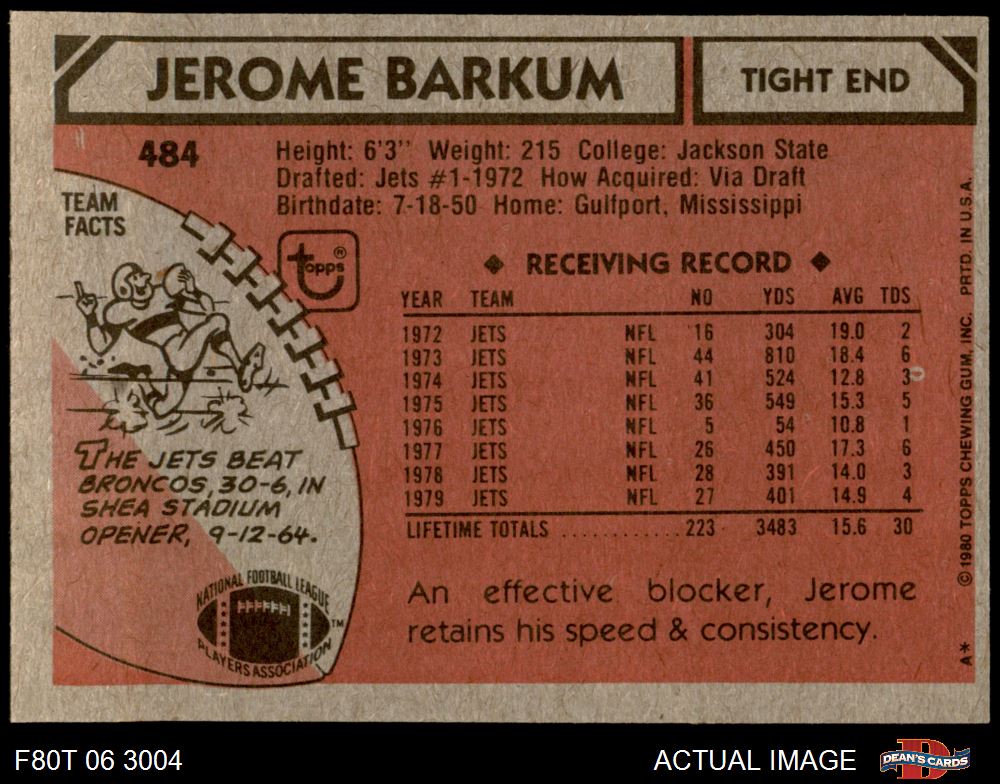 JEROME BARKUM
TIGHT END
484
Height: 6'3'' Weight: 215 College: Jackson State
Drafted: Jets #1-1972 How Acquired: Via Draft
Birthdate: 7-18-50 Home: Gulfport, Mississippi
TEAM
FACTS
topps®
◆ RECEIVING RECORD ◆
YEAR TEAM NO YDS AVG TDS
1972 JETS NFL 16 304 19.0 2
1973 JETS NFL 44 810 18.4 6
1974 JETS NFL 41 524 12.8 3
1975 JETS NFL 36 549 15.3 5
1976 JETS NFL 5 54 10.8 1
1977 JETS NFL 26 450 17.3 6
1978 JETS NFL 28 391 14.0 3
1979 JETS NFL 27 401 14.9 4
LIFETIME TOTALS ............ 223 3483 15.6 30
THE JETS BEAT
BRONCOS, 30-6, IN
SHEA STADIUM
OPENER, 9-12-64.
NATIONAL FOOTBALL LEAGUE
PLAYERS ASSOCIATION
TM
An effective blocker, Jerome
retains his speed & consistency.
A* © 1980 TOPPS CHEWING GUM, INC. PRTD. IN U.S.A.
F80T 06 3004
ACTUAL IMAGE
D
DEAN'S CARDS